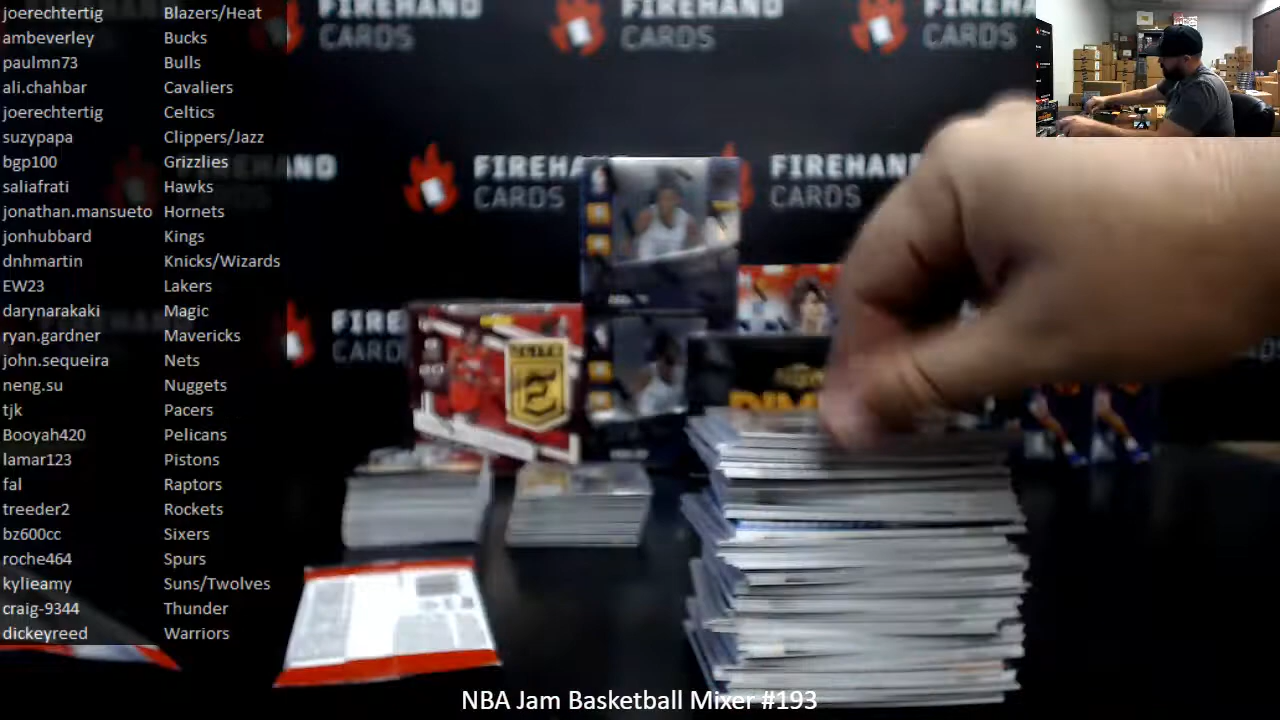 joerechtertig Blazers/Heat
ambeverley Bucks
paulmn73 Bulls
ali.chahbar Cavaliers
joerechtertig Celtics
suzypapa Clippers/Jazz
bgp100 Grizzlies
saliafrati Hawks
jonathan.mansueto Hornets
jonhubbard Kings
dnhmartin Knicks/Wizards
EW23 Lakers
darynarakaki Magic
ryan.gardner Mavericks
john.sequeira Nets
neng.su Nuggets
tjk Pacers
Booyah420 Pelicans
lamar123 Pistons
fal Raptors
treeder2 Rockets
bz600cc Sixers
roche464 Spurs
kylieamy Suns/Twolves
craig-9344 Thunder
dickeyreed Warriors
FIREHAND
CARDS
FIREHAND
CARDS
CARDS
CARDS
FIREHAND
CARDS
NBA Jam Basketball Mixer #193